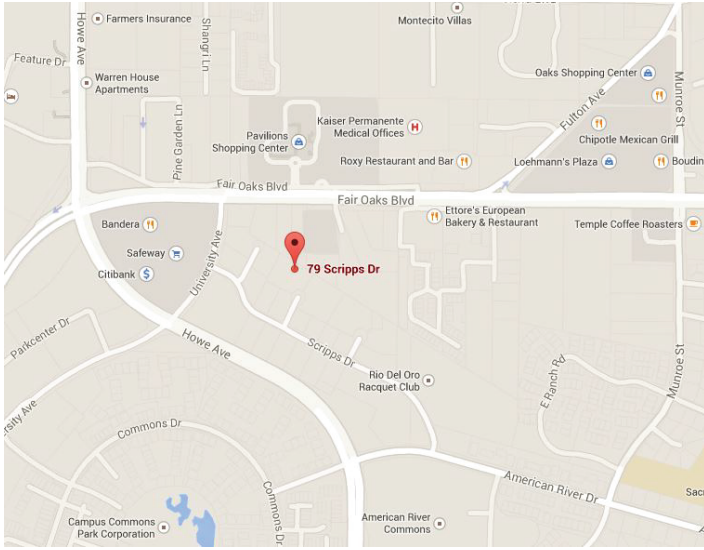 Howe Ave
Farmers Insurance
Shangri Ln
Montecito Villas
Feature Dr
Warren House
Apartments
Oaks Shopping Center
Munroe St
Fulton Ave
Pine Garden Ln
Pavilions
Shopping Center
Kaiser Permanente
Medical Offices
H
Chipotle Mexican Grill
Roxy Restaurant and Bar
Loehmann's Plaza
Boudin
Fair Oaks Blvd
Fair Oaks Blvd
Bandera
Ettore's European
Bakery & Restaurant
Temple Coffee Roasters
Safeway
University Ave
Citibank
$
79 Scripps Dr
Parkcenter Dr
Howe Ave
Scripps Dr
Rio Del Oro
Racquet Club
E Ranch Rd
Munroe St
rsity Ave
Commons Dr
Commons Dr
American River Dr
Sac
Campus Commons
Park Corporation
American River
Commons